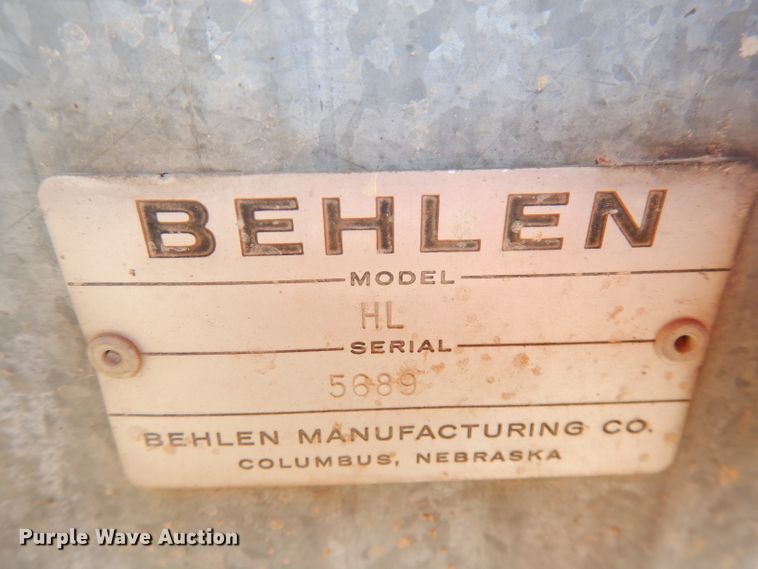 BEHLEN
MODEL
HL
SERIAL
5689
BEHLEN MANUFACTURING CO.
COLUMBUS, NEBRASKA
Purple Wave Auction